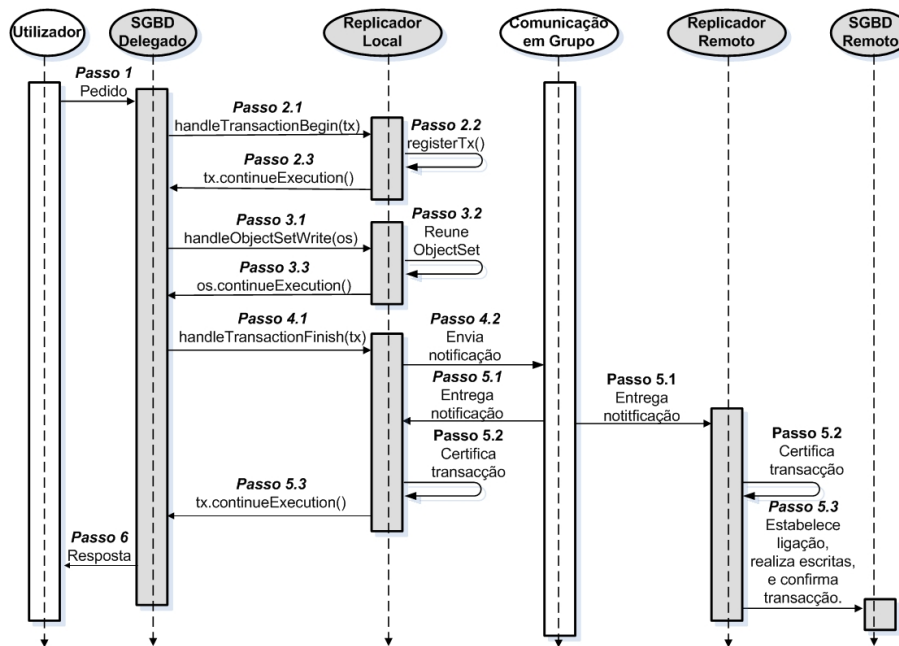 Utilizador
SGBD
Delegado
Replicador
Local
Comunicação
em Grupo
Replicador
Remoto
SGBD
Remoto
Passo 1
Pedido
Passo 2.1
handleTransactionBegin(tx)
Passo 2.2
registerTx()
Passo 2.3
tx.continueExecution()
Passo 3.1
handleObjectSetWrite(os)
Passo 3.2
Reune
ObjectSet
Passo 3.3
os.continueExecution()
Passo 4.1
handleTransactionFinish(tx)
Passo 4.2
Envia
notificação
Passo 5.1
Entrega
notificação
Passo 5.1
Entrega
notitficação
Passo 5.2
Certifica
transacção
Passo 5.2
Certifica
transacção
Passo 5.3
tx.continueExecution()
Passo 5.3
Estabelece
ligação,
realiza escritas,
e confirma
transacção.
Passo 6
Resposta